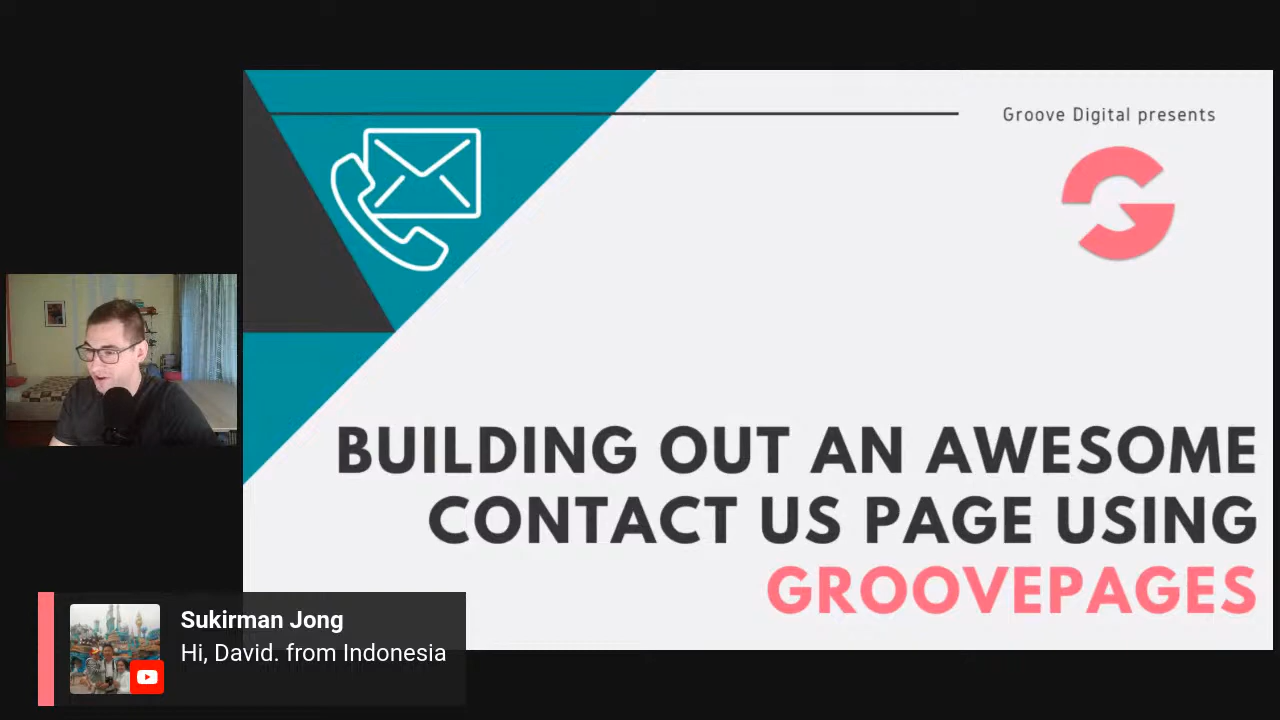 Groove Digital presents
BUILDING OUT AN AWESOME
CONTACT US PAGE USING
GROOVEPAGES
Sukirman Jong
Hi, David. from Indonesia